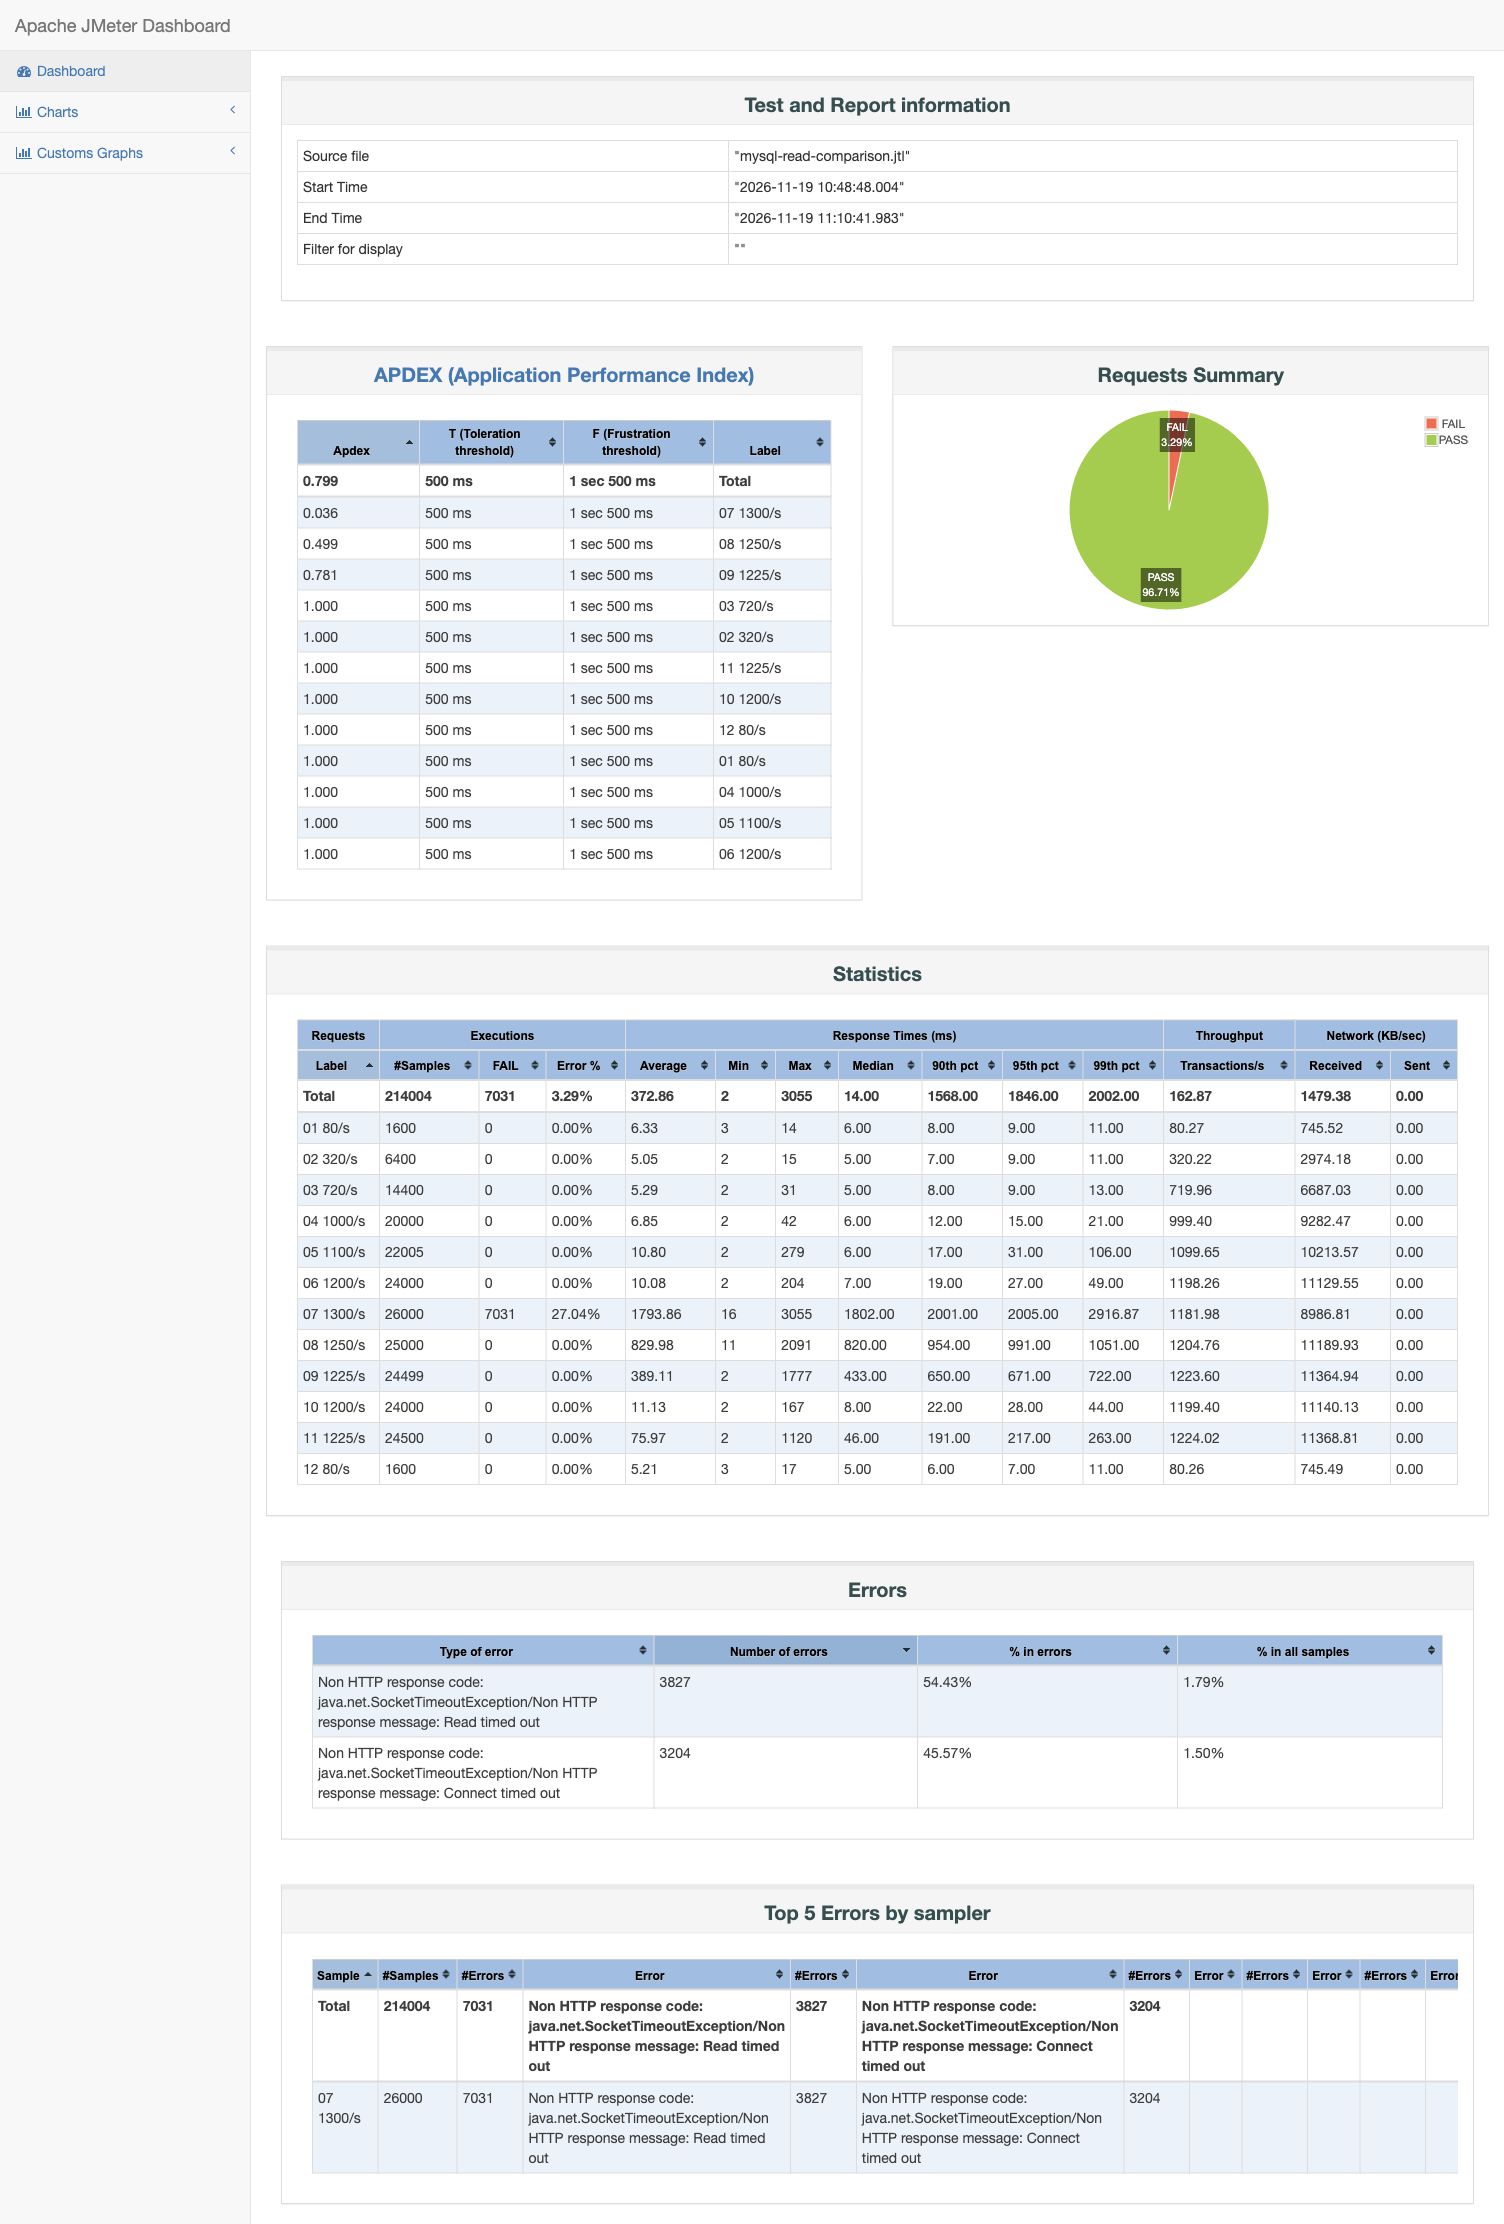 Apache JMeter Dashboard
Dashboard
Charts
Customs Graphs
Test and Report information
Source file "mysql-read-comparison.jtl"
Start Time "2026-11-19 10:48:48.004"
End Time "2026-11-19 11:10:41.983"
Filter for display ""
APDEX (Application Performance Index)
Apdex T (Toleration threshold) F (Frustration threshold) Label
0.799 500 ms 1 sec 500 ms Total
0.036 500 ms 1 sec 500 ms 07 1300/s
0.499 500 ms 1 sec 500 ms 08 1250/s
0.781 500 ms 1 sec 500 ms 09 1225/s
1.000 500 ms 1 sec 500 ms 03 720/s
1.000 500 ms 1 sec 500 ms 02 320/s
1.000 500 ms 1 sec 500 ms 11 1225/s
1.000 500 ms 1 sec 500 ms 10 1200/s
1.000 500 ms 1 sec 500 ms 12 80/s
1.000 500 ms 1 sec 500 ms 01 80/s
1.000 500 ms 1 sec 500 ms 04 1000/s
1.000 500 ms 1 sec 500 ms 05 1100/s
1.000 500 ms 1 sec 500 ms 06 1200/s
Requests Summary
FAIL
3.29%
PASS
96.71%
FAIL
PASS
Statistics
Requests Executions Response Times (ms) Throughput Network (KB/sec)
Label #Samples FAIL Error % Average Min Max Median 90th pct 95th pct 99th pct Transactions/s Received Sent
Total 214004 7031 3.29% 372.86 2 3055 14.00 1568.00 1846.00 2002.00 162.87 1479.38 0.00
01 80/s 1600 0 0.00% 6.33 3 14 6.00 8.00 9.00 11.00 80.27 745.52 0.00
02 320/s 6400 0 0.00% 5.05 2 15 5.00 7.00 9.00 11.00 320.22 2974.18 0.00
03 720/s 14400 0 0.00% 5.29 2 31 5.00 8.00 9.00 13.00 719.96 6687.03 0.00
04 1000/s 20000 0 0.00% 6.85 2 42 6.00 12.00 15.00 21.00 999.40 9282.47 0.00
05 1100/s 22005 0 0.00% 10.80 2 279 6.00 17.00 31.00 106.00 1099.65 10213.57 0.00
06 1200/s 24000 0 0.00% 10.08 2 204 7.00 19.00 27.00 49.00 1198.26 11129.55 0.00
07 1300/s 26000 7031 27.04% 1793.86 16 3055 1802.00 2001.00 2005.00 2916.87 1181.98 8986.81 0.00
08 1250/s 25000 0 0.00% 829.98 11 2091 820.00 954.00 991.00 1051.00 1204.76 11189.93 0.00
09 1225/s 24499 0 0.00% 389.11 2 1777 433.00 650.00 671.00 722.00 1223.60 11364.94 0.00
10 1200/s 24000 0 0.00% 11.13 2 167 8.00 22.00 28.00 44.00 1199.40 11140.13 0.00
11 1225/s 24500 0 0.00% 75.97 2 1120 46.00 191.00 217.00 263.00 1224.02 11368.81 0.00
12 80/s 1600 0 0.00% 5.21 3 17 5.00 6.00 7.00 11.00 80.26 745.49 0.00
Errors
Type of error Number of errors % in errors % in all samples
Non HTTP response code: 3827 54.43% 1.79%
java.net.SocketTimeoutException/Non HTTP
response message: Read timed out
Non HTTP response code: 3204 45.57% 1.50%
java.net.SocketTimeoutException/Non HTTP
response message: Connect timed out
Top 5 Errors by sampler
Sample #Samples #Errors Error #Errors Error #Errors Error #Errors Error #Errors Error
Total 214004 7031 Non HTTP response code: 3827 Non HTTP response code: 3204
java.net.SocketTimeoutException/Non java.net.SocketTimeoutException/Non
HTTP response message: Read timed HTTP response message: Connect
out timed out
07 26000 7031 Non HTTP response code: 3827 Non HTTP response code: 3204
1300/s java.net.SocketTimeoutException/Non java.net.SocketTimeoutException/Non
HTTP response message: Read timed HTTP response message: Connect
out timed out